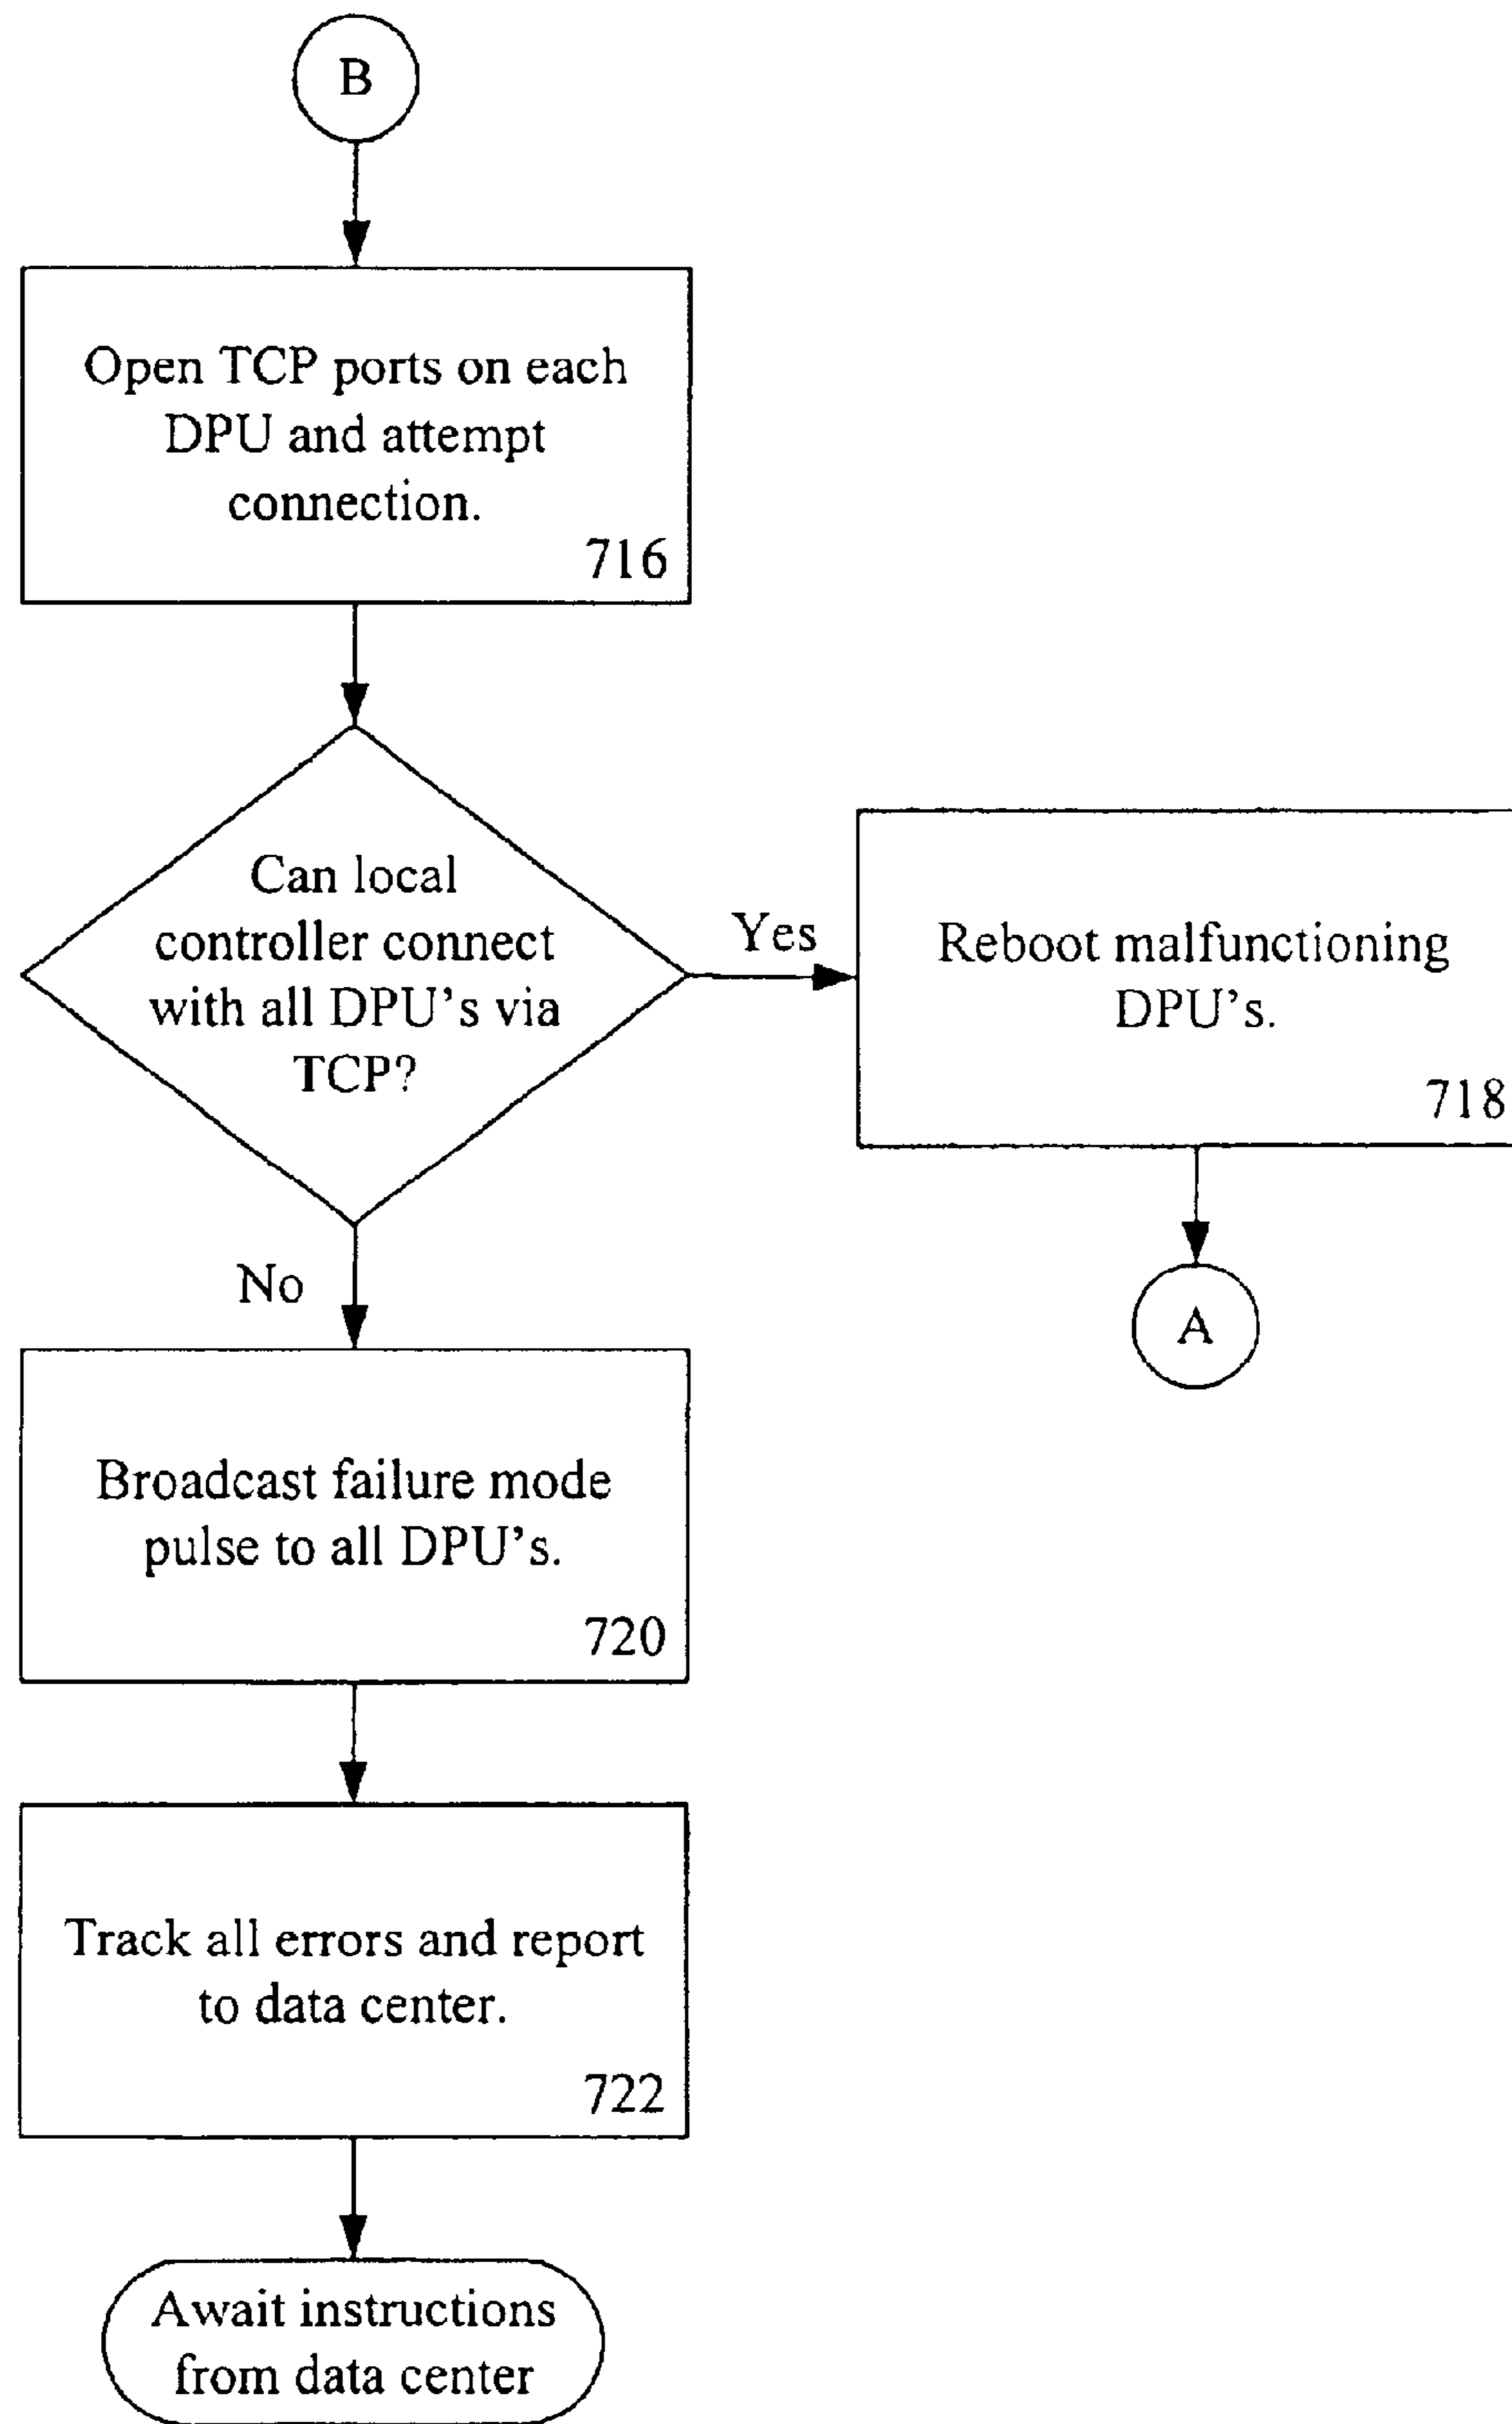 B
Open TCP ports on each
DPU and attempt
connection.
716
Can local
controller connect
with all DPU's via
TCP?
Yes
Reboot malfunctioning
DPU's.
718
A
No
Broadcast failure mode
pulse to all DPU's.
720
Track all errors and report
to data center.
722
Await instructions
from data center